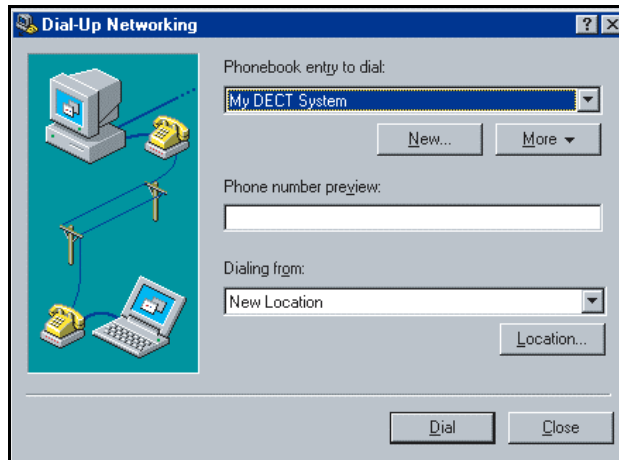 Dial-Up Networking
Phonebook entry to dial:
My DECT System
New...
More
Phone number preview:
Dialing from:
New Location
Location...
Dial
Close